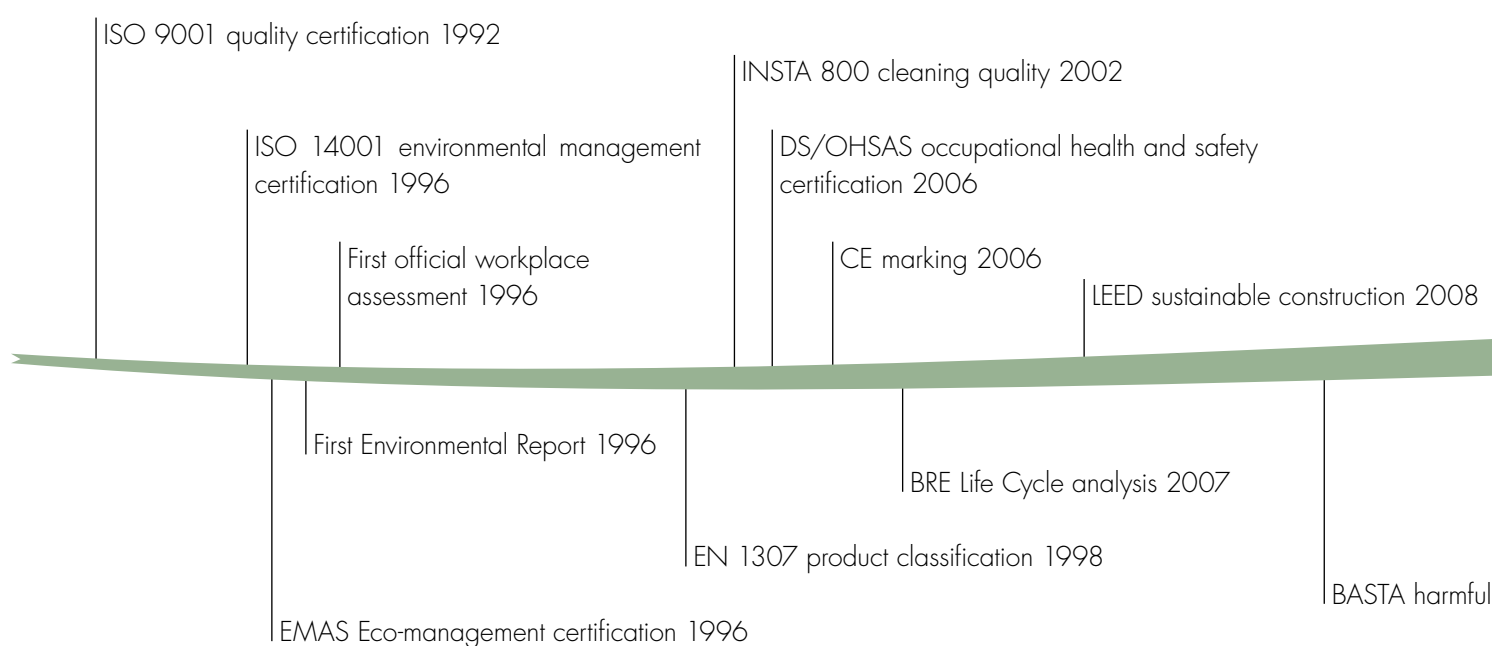 ISO 9001 quality certification 1992
INSTA 800 cleaning quality 2002
ISO 14001 environmental management
certification 1996
DS/OHSAS occupational health and safety
certification 2006
First official workplace
assessment 1996
CE marking 2006
LEED sustainable construction 2008
First Environmental Report 1996
BRE Life Cycle analysis 2007
EN 1307 product classification 1998
BASTA harmful
EMAS Eco-management certification 1996